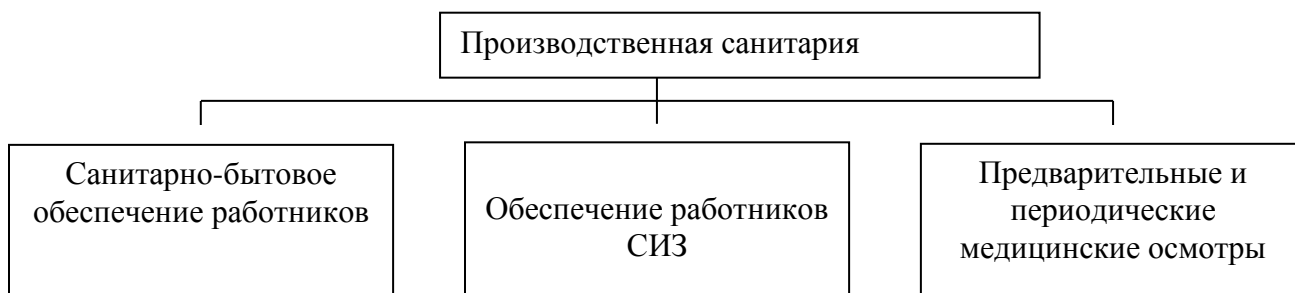 Производственная санитария
Санитарно-бытовое
обеспечение работников
Обеспечение работников
СИЗ
Предварительные и
периодические
медицинские осмотры